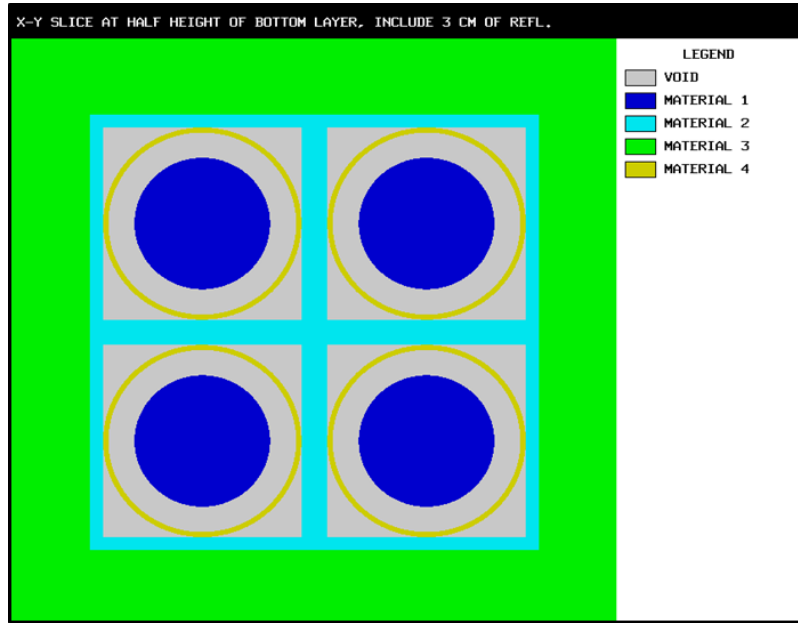 X-Y SLICE AT HALF HEIGHT OF BOTTOM LAYER, INCLUDE 3 CM OF REFL.
LEGEND
VOID
MATERIAL 1
MATERIAL 2
MATERIAL 3
MATERIAL 4